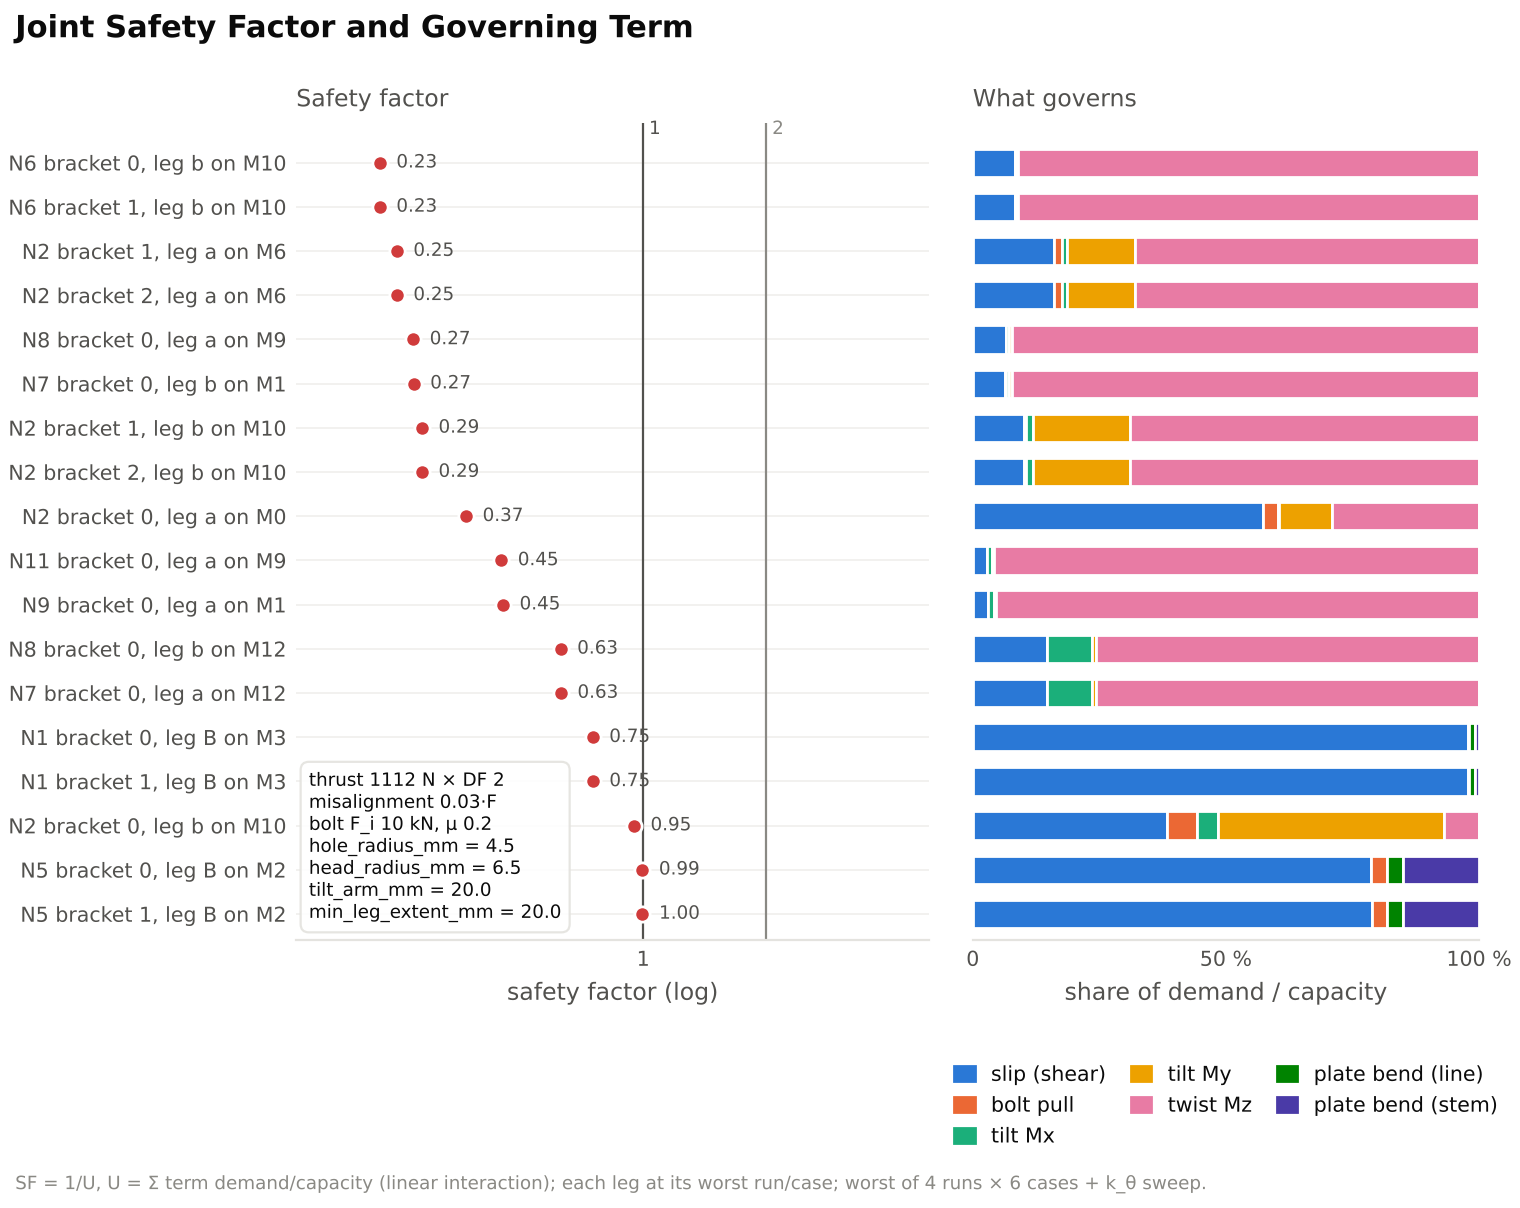 Joint Safety Factor and Governing Term
Safety factor
What governs
1
2
N6 bracket 0, leg b on M10
0.23
N6 bracket 1, leg b on M10
0.23
N2 bracket 1, leg a on M6
0.25
N2 bracket 2, leg a on M6
0.25
N8 bracket 0, leg a on M9
0.27
N7 bracket 0, leg b on M1
0.27
N2 bracket 1, leg b on M10
0.29
N2 bracket 2, leg b on M10
0.29
N2 bracket 0, leg a on M0
0.37
N11 bracket 0, leg a on M9
0.45
N9 bracket 0, leg a on M1
0.45
N8 bracket 0, leg b on M12
0.63
N7 bracket 0, leg a on M12
0.63
N1 bracket 0, leg B on M3
0.75
N1 bracket 1, leg B on M3
0.75
N2 bracket 0, leg b on M10
0.95
N5 bracket 0, leg B on M2
0.99
N5 bracket 1, leg B on M2
1.00
thrust 1112 N × DF 2
misalignment 0.03·F
bolt F_i 10 kN, μ 0.2
hole_radius_mm = 4.5
head_radius_mm = 6.5
tilt_arm_mm = 20.0
min_leg_extent_mm = 20.0
1
safety factor (log)
0
50 %
100 %
share of demand / capacity
slip (shear)
bolt pull
tilt Mx
tilt My
twist Mz
plate bend (line)
plate bend (stem)
SF = 1/U, U = Σ term demand/capacity (linear interaction); each leg at its worst run/case; worst of 4 runs × 6 cases + k_θ sweep.